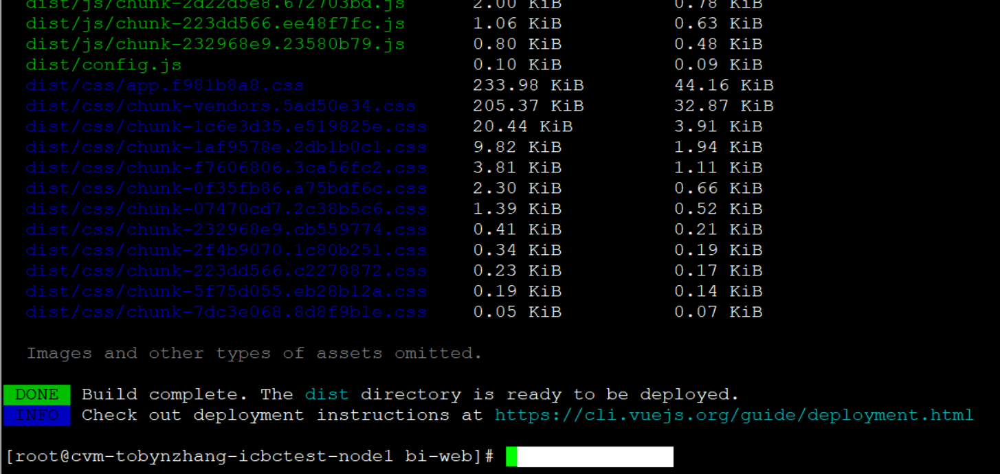 dist/js/chunk-2d22d5e8.672703bd.js 2.00 KiB 0.78 KiB
dist/js/chunk-223dd566.ee48f7fc.js 1.06 KiB 0.63 KiB
dist/js/chunk-232968e9.23580b79.js 0.80 KiB 0.48 KiB
dist/config.js 0.10 KiB 0.09 KiB
dist/css/app.f981b8a8.css 233.98 KiB 44.16 KiB
dist/css/chunk-vendors.5ad50e34.css 205.37 KiB 32.87 KiB
dist/css/chunk-1c6e3d35.e519825e.css 20.44 KiB 3.91 KiB
dist/css/chunk-1af9578e.2db1b0c1.css 9.82 KiB 1.94 KiB
dist/css/chunk-f7606806.3ca56fc2.css 3.81 KiB 1.11 KiB
dist/css/chunk-0f35fb86.a75bdf6c.css 2.30 KiB 0.66 KiB
dist/css/chunk-07470cd7.2c38b5c6.css 1.39 KiB 0.52 KiB
dist/css/chunk-232968e9.cb559774.css 0.41 KiB 0.21 KiB
dist/css/chunk-2f4b9070.1c80b251.css 0.34 KiB 0.19 KiB
dist/css/chunk-223dd566.c2278872.css 0.23 KiB 0.17 KiB
dist/css/chunk-5f75d055.eb28b12a.css 0.19 KiB 0.14 KiB
dist/css/chunk-7dc3e068.8d8f9b1e.css 0.05 KiB 0.07 KiB
Images and other types of assets omitted.
DONE Build complete. The dist directory is ready to be deployed.
INFO Check out deployment instructions at https://cli.vuejs.org/guide/deployment.html
[root@cvm-tobynzhang-icbctest-node1 bi-web]#